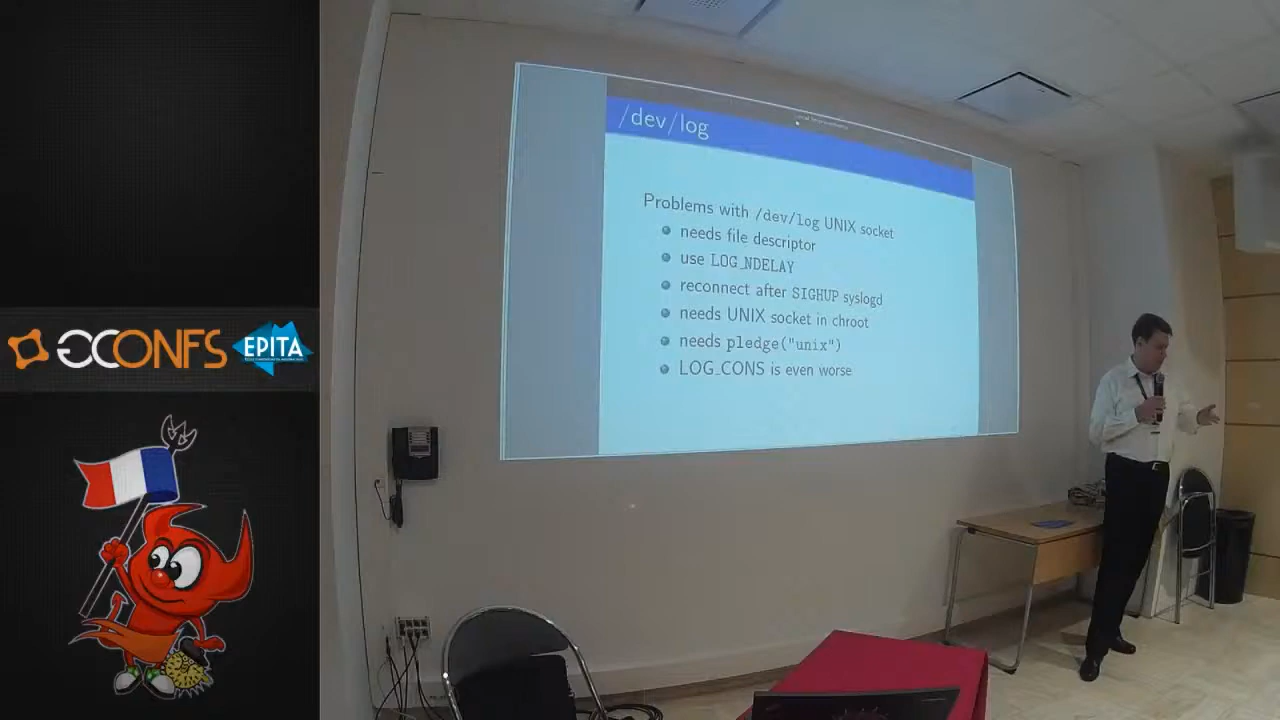 /dev/log
Problems with /dev/log UNIX socket
needs file descriptor
use LOG_NDELAY
reconnect after SIGHUP syslogd
needs UNIX socket in chroot
needs pledge("unix")
LOG_CONS is even worse
GCONFS
EPITA